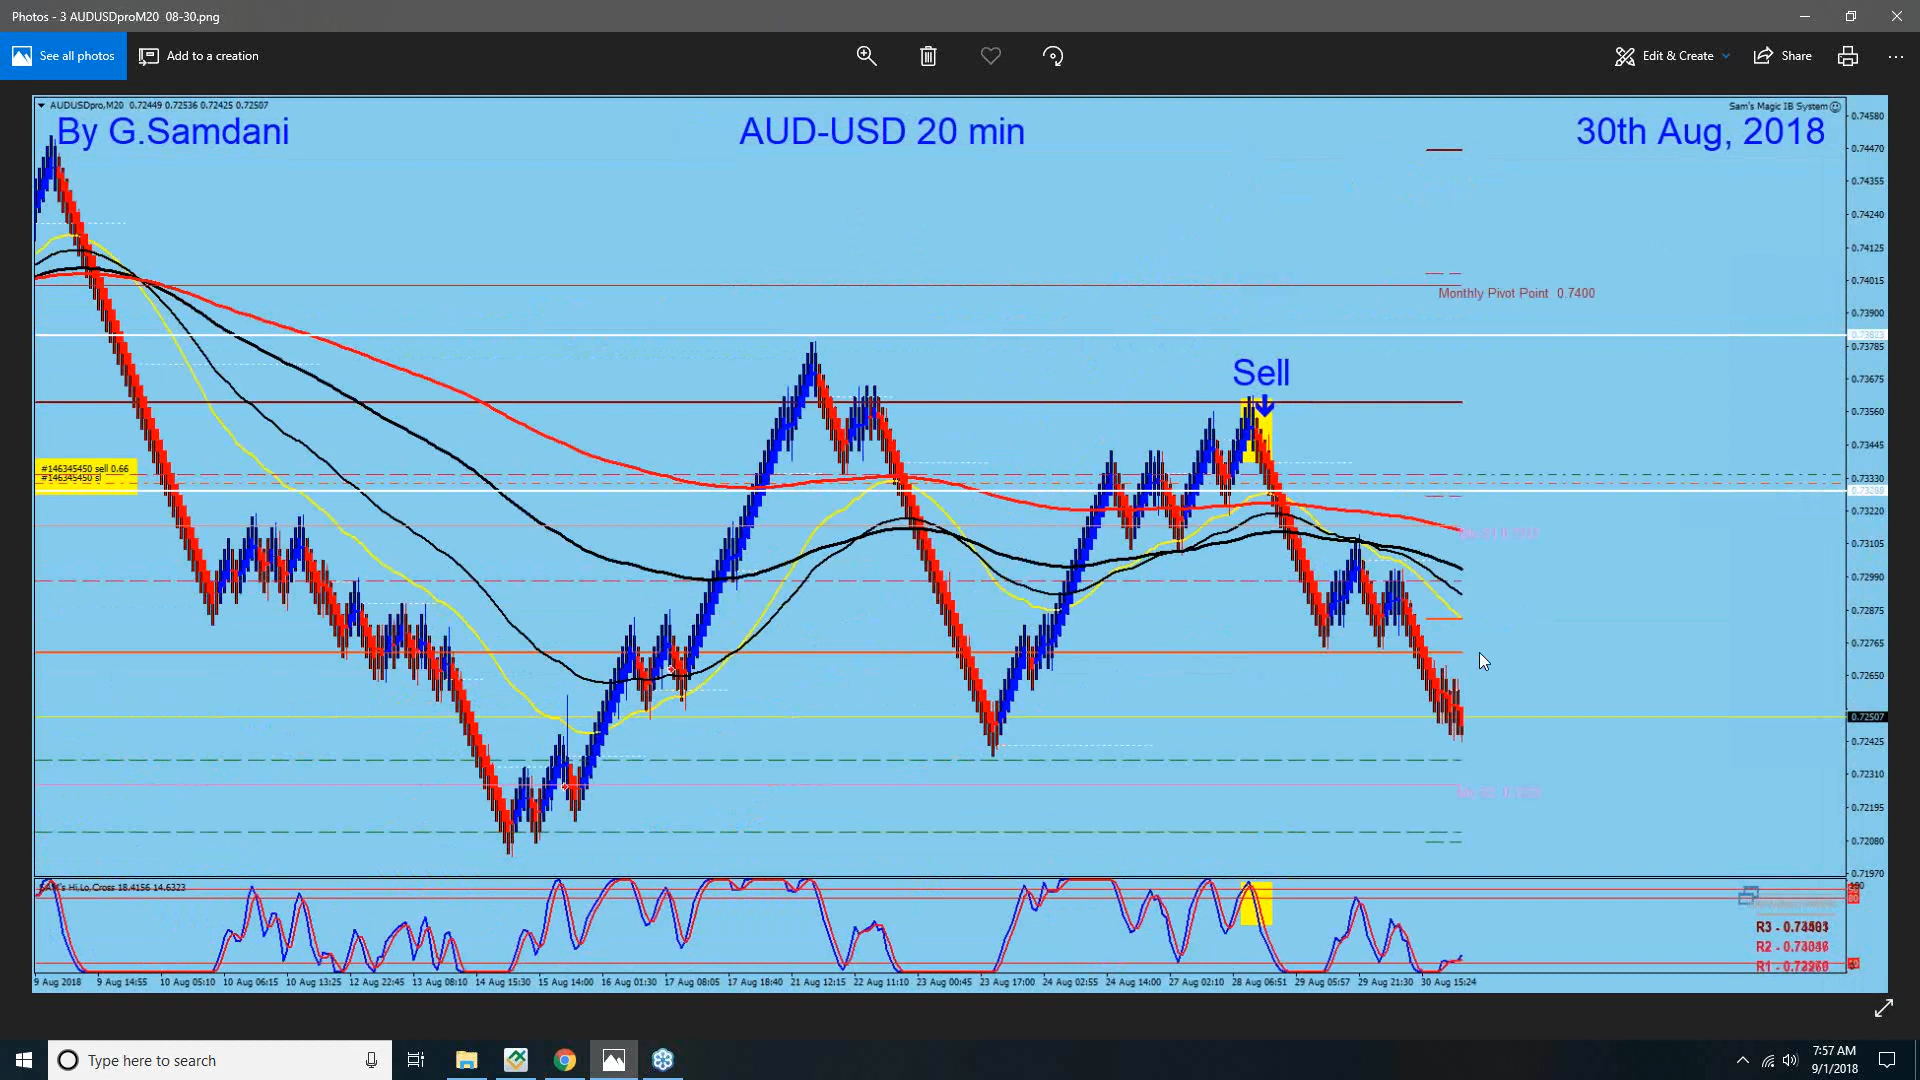 Photos - 3 AUDUSDproM20 08-30.png
See all photos
Add to a creation
Edit & Create
Share
AUDUSDpro,M20 0.72449 0.72536 0.72425 0.72507
Sam's Magic IB System
By G.Samdani
AUD-USD 20 min
30th Aug, 2018
0.74580
0.74470
0.74355
0.74240
0.74125
0.74015
Monthly Pivot Point 0.7400
0.73900
0.73785
Sell
0.73675
0.73560
0.73445
#146345450 sell 0.66
#146345450 sl
0.73330
0.73220
0.73105
0.72990
0.72875
0.72765
0.72650
0.72507
0.72425
0.72310
0.72195
0.72080
0.71970
Hi,Lo,Cross 18.4156 14.6323
100
R3 -
R2 -
R1 -
9 Aug 2018
9 Aug 14:55
10 Aug 05:10
10 Aug 06:15
10 Aug 13:25
12 Aug 22:45
13 Aug 08:10
14 Aug 15:30
15 Aug 14:00
16 Aug 01:30
17 Aug 08:05
17 Aug 18:40
21 Aug 12:15
22 Aug 11:10
23 Aug 00:45
23 Aug 17:00
24 Aug 02:55
24 Aug 14:00
27 Aug 02:10
28 Aug 06:51
29 Aug 05:57
29 Aug 21:30
30 Aug 15:24
Type here to search
7:57 AM
9/1/2018